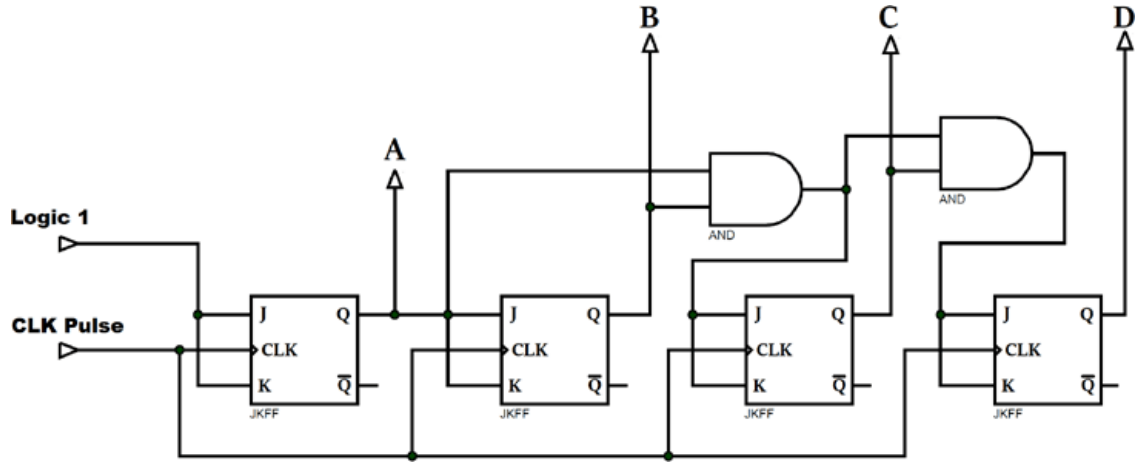 B C D
A
AND
AND
Logic 1
J Q J Q J Q J Q
CLK Pulse
CLK CLK CLK CLK
K Q̅ K Q̅ K Q̅ K Q̅
JKFF JKFF JKFF JKFF